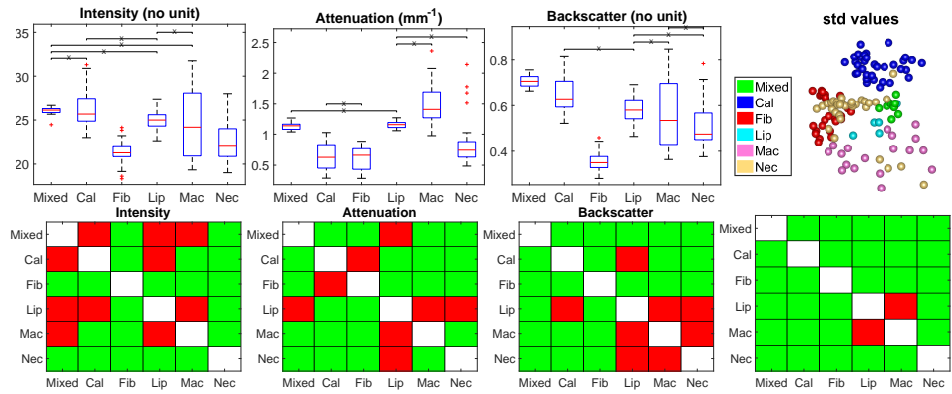 Intensity (no unit)
35
30
25
20
Mixed Cal Fib Lip Mac Nec
Attenuation (mm⁻¹)
2.5
2
1.5
1
0.5
Mixed Cal Fib Lip Mac Nec
Backscatter (no unit)
0.8
0.6
0.4
Mixed Cal Fib Lip Mac Nec
std values
Mixed
Cal
Fib
Lip
Mac
Nec
Intensity
Mixed
Cal
Fib
Lip
Mac
Nec
Mixed Cal Fib Lip Mac Nec
Attenuation
Mixed
Cal
Fib
Lip
Mac
Nec
Mixed Cal Fib Lip Mac Nec
Backscatter
Mixed
Cal
Fib
Lip
Mac
Nec
Mixed Cal Fib Lip Mac Nec
Mixed
Cal
Fib
Lip
Mac
Nec
Mixed Cal Fib Lip Mac Nec